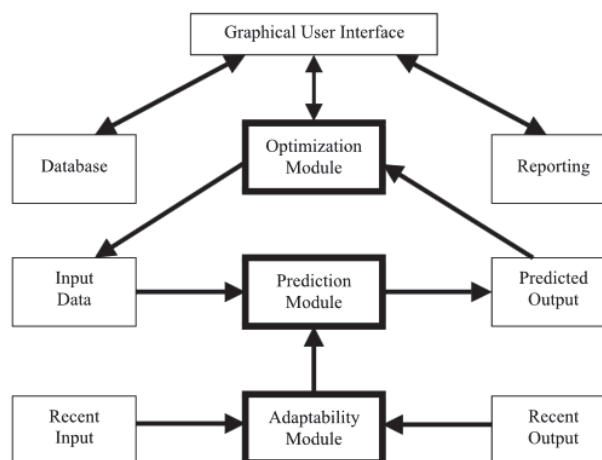 Graphical User Interface
Database
Optimization
Module
Reporting
Input
Data
Prediction
Module
Predicted
Output
Recent
Input
Adaptability
Module
Recent
Output